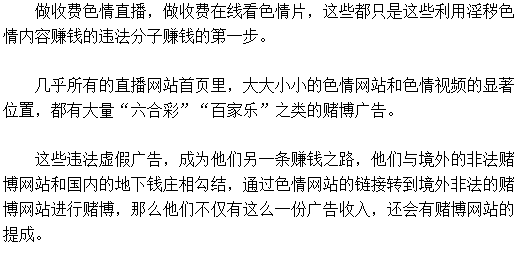 做收费色情直播，做收费在线看色情片，这些都只是这些利用淫秽色
情内容赚钱的违法分子赚钱的第一步。
几乎所有的直播网站首页里，大大小小的色情网站和色情视频的显著
位置，都有大量“六合彩”“百家乐”之类的赌博广告。
这些违法虚假广告，成为他们另一条赚钱之路，他们与境外的非法赌
博网站和国内的地下钱庄相勾结，通过色情网站的链接转到境外非法的赌
博网站进行赌博，那么他们不仅有这么一份广告收入，还会有赌博网站的
提成。